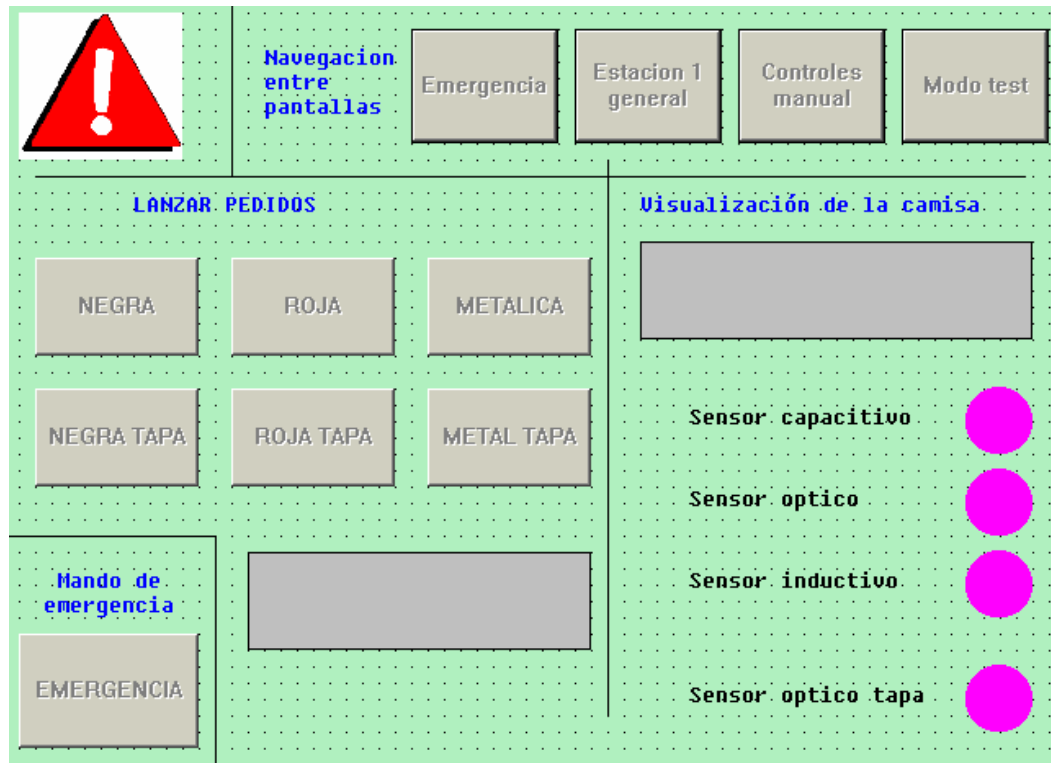 Navegacion
entre
pantallas
Emergencia
Estacion 1
general
Controles
manual
Modo test
LANZAR PEDIDOS
NEGRA
ROJA
METALICA
NEGRA TAPA
ROJA TAPA
METAL TAPA
Mando de
emergencia
EMERGENCIA
Visualización de la camisa
Sensor capacitivo
Sensor optico
Sensor inductivo
Sensor optico tapa